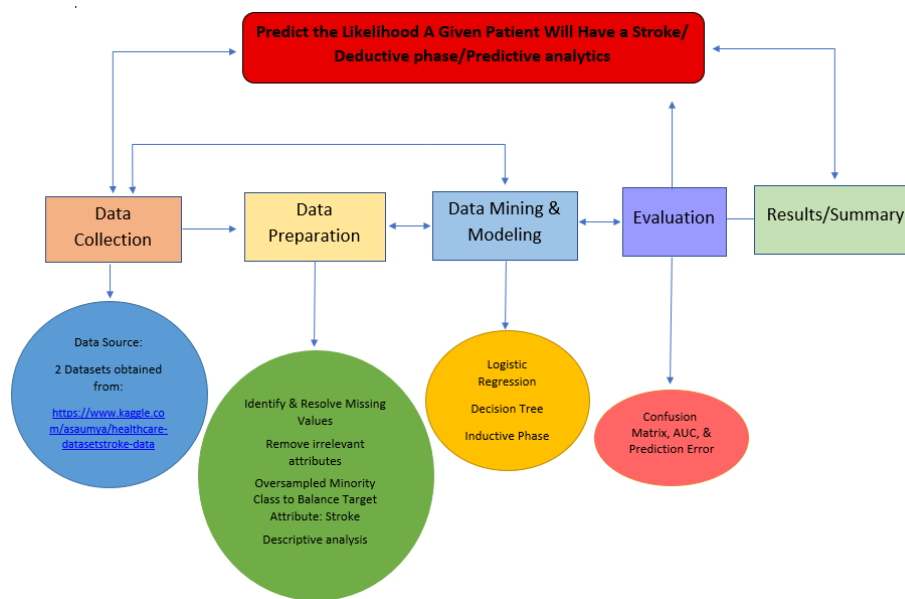 Predict the Likelihood A Given Patient Will Have a Stroke/
Deductive phase/Predictive analytics
Data
Collection
Data
Preparation
Data Mining &
Modeling
Evaluation
Results/Summary
Data Source:
2 Datasets obtained
from:
https://www.kaggle.co
m/asaumya/healthcare-
datasetstroke-data
Identify & Resolve Missing
Values
Remove irrelevant
attributes
Oversampled Minority
Class to Balance Target
Attribute: Stroke
Descriptive analysis
Logistic
Regression
Decision Tree
Inductive Phase
Confusion
Matrix, AUC, &
Prediction Error